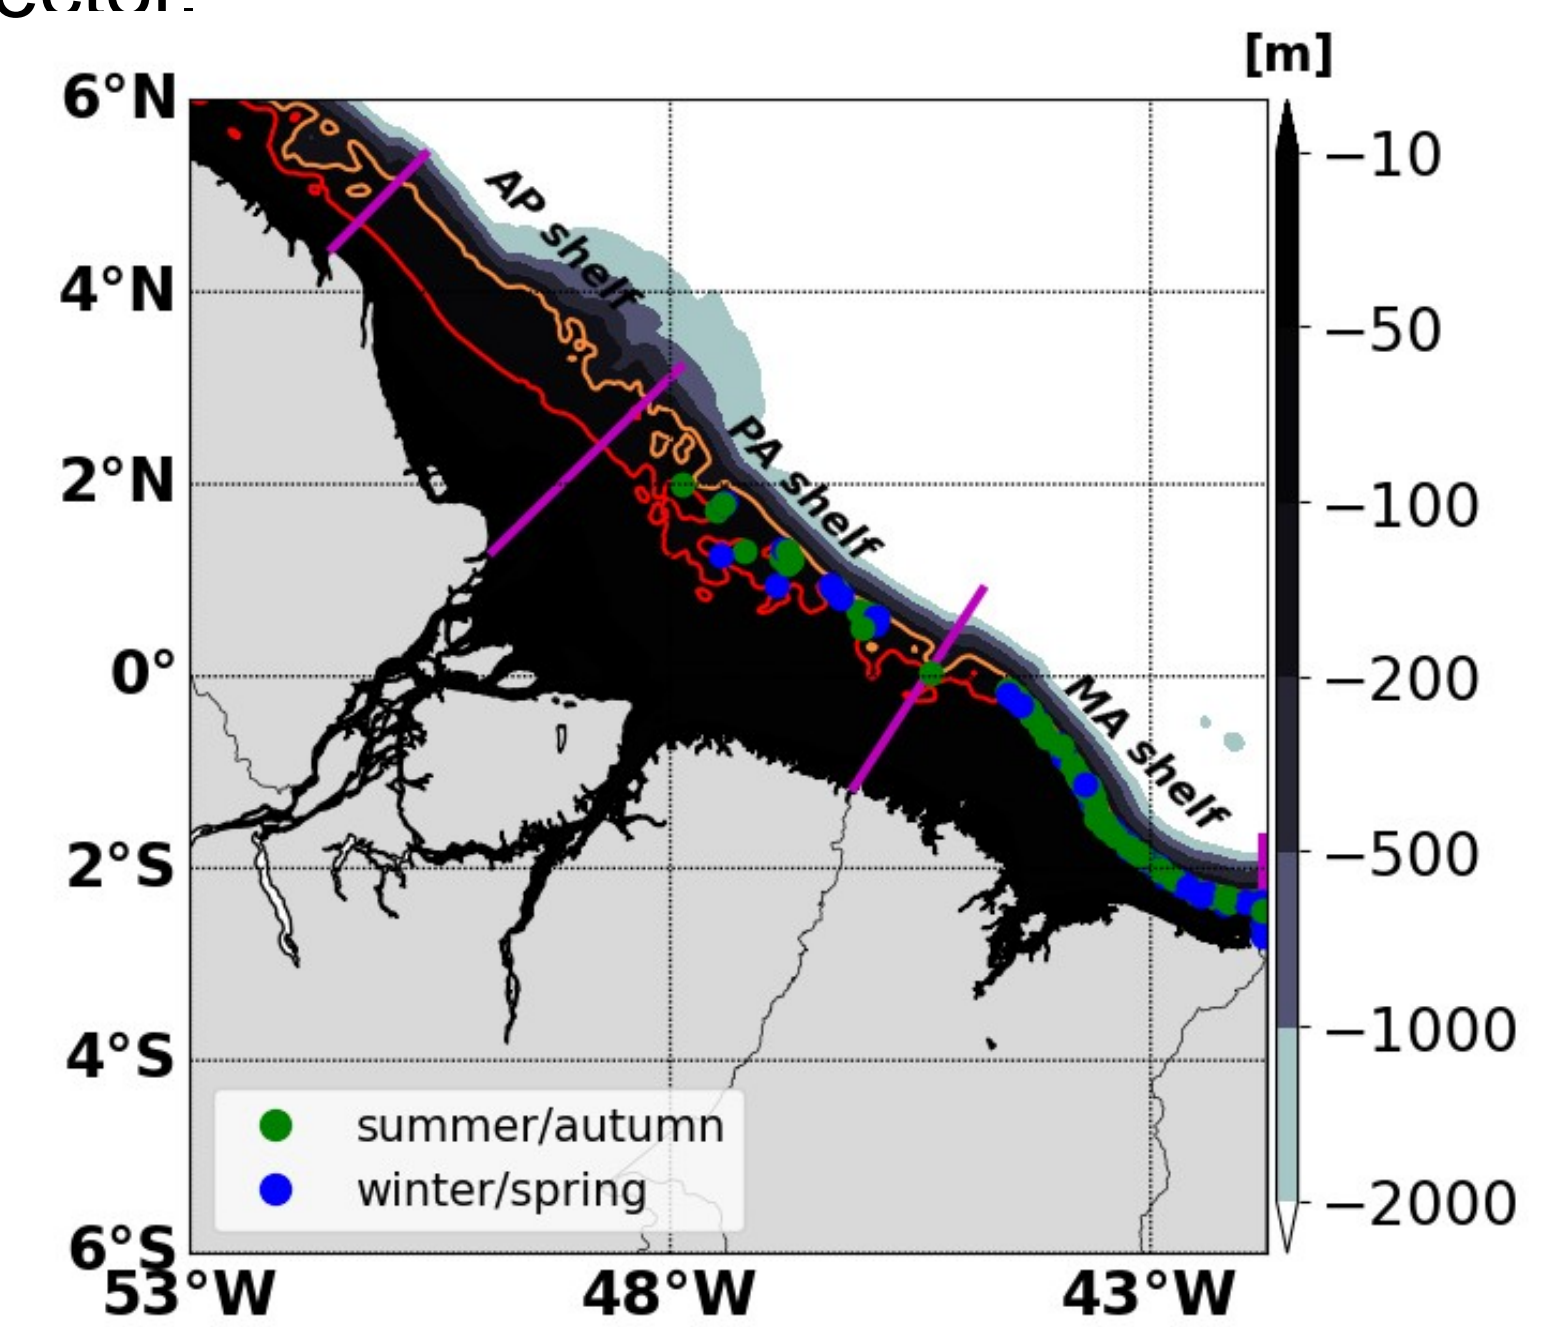 ector.
[m]
6°N
4°N
2°N
0°
2°S
4°S
6°S
53°W
48°W
43°W
AP shelf
PA shelf
MA shelf
summer/autumn
winter/spring
−10
−50
−100
−200
−500
−1000
−2000